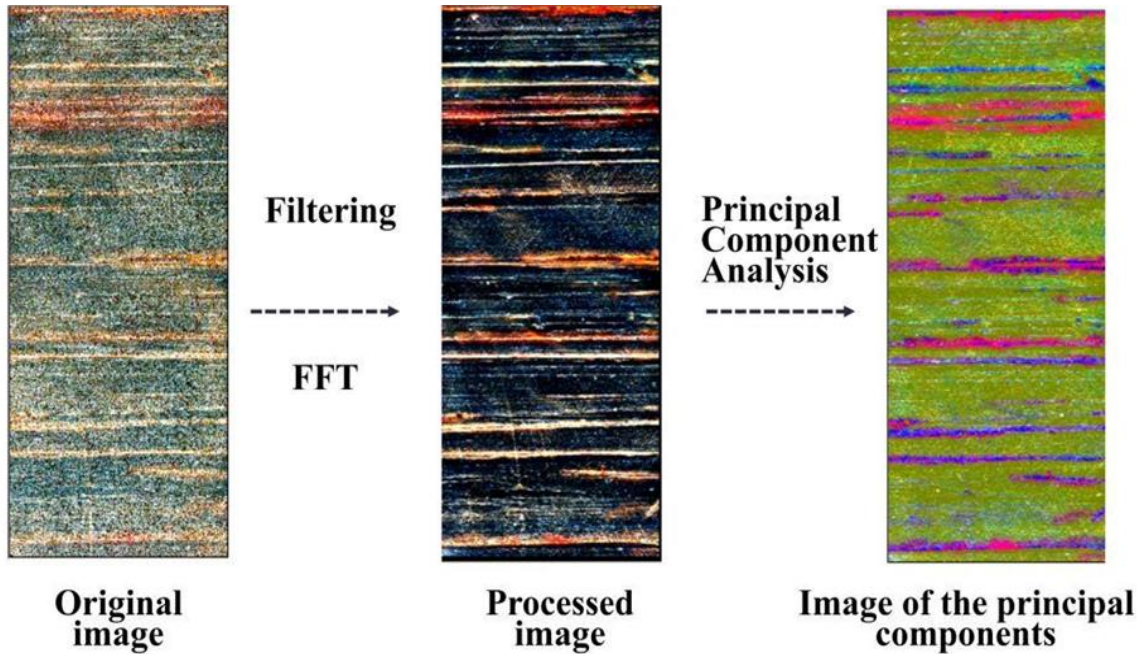 Filtering
FFT
Principal
Component
Analysis
Original
image
Processed
image
Image of the principal
components